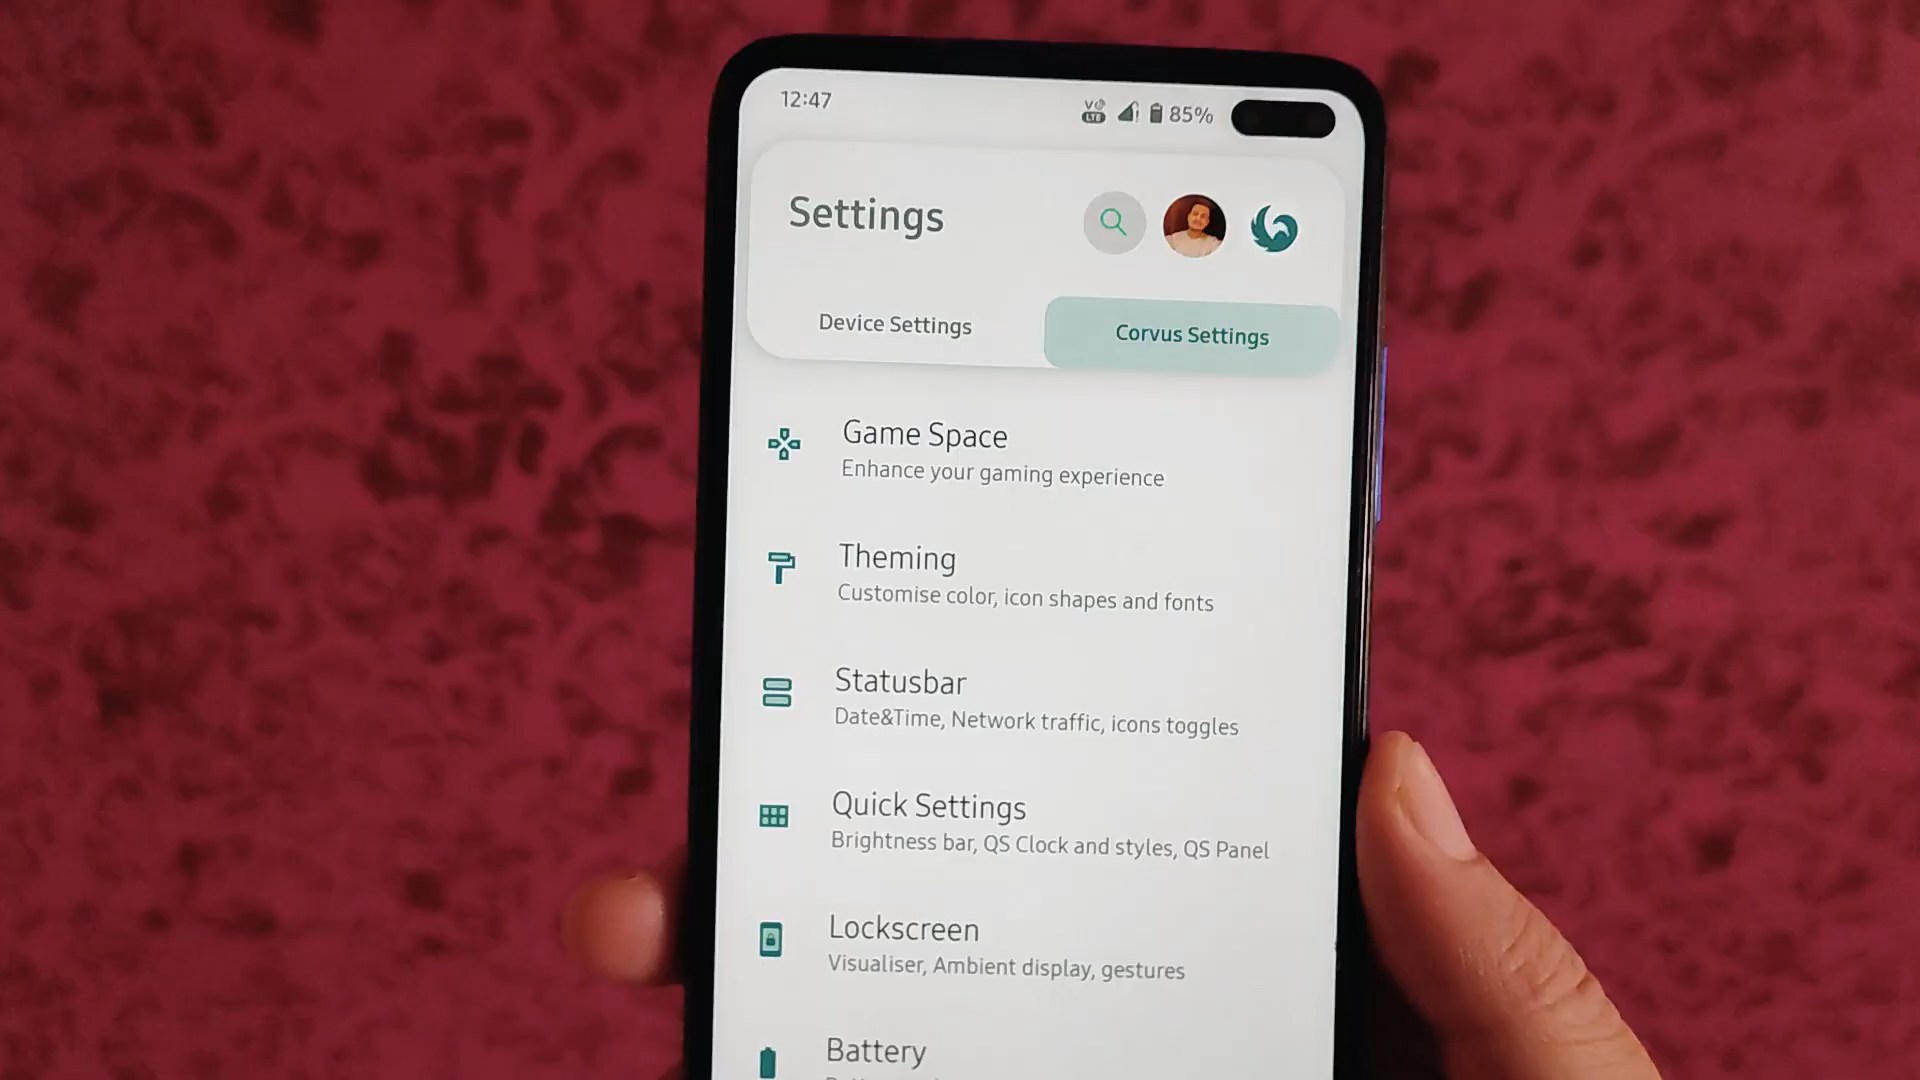 12:47
Vo
LTE
85%
Settings
Device Settings
Corvus Settings
Game Space
Enhance your gaming experience
Theming
Customise color, icon shapes and fonts
Statusbar
Date&Time, Network traffic, icons toggles
Quick Settings
Brightness bar, QS Clock and styles, QS Panel
Lockscreen
Visualiser, Ambient display, gestures
Battery